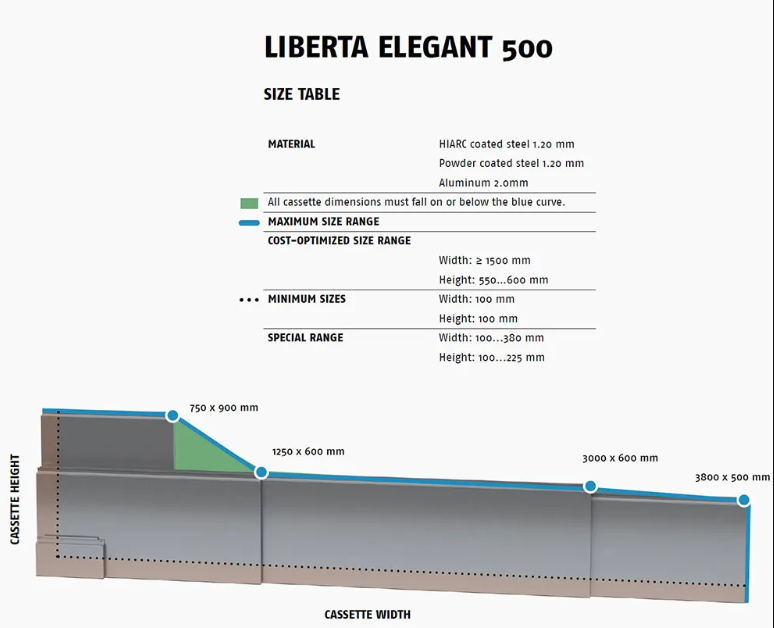 LIBERTA ELEGANT 500
SIZE TABLE
MATERIAL HIARC coated steel 1.20 mm
Powder coated steel 1.20 mm
Aluminum 2.0mm
All cassette dimensions must fall on or below the blue curve.
MAXIMUM SIZE RANGE
COST-OPTIMIZED SIZE RANGE
Width: ≥ 1500 mm
Height: 550...600 mm
MINIMUM SIZES Width: 100 mm
Height: 100 mm
SPECIAL RANGE Width: 100...380 mm
Height: 100...225 mm
750 x 900 mm
1250 x 600 mm
3000 x 600 mm
3800 x 500 mm
CASSETTE HEIGHT
CASSETTE WIDTH